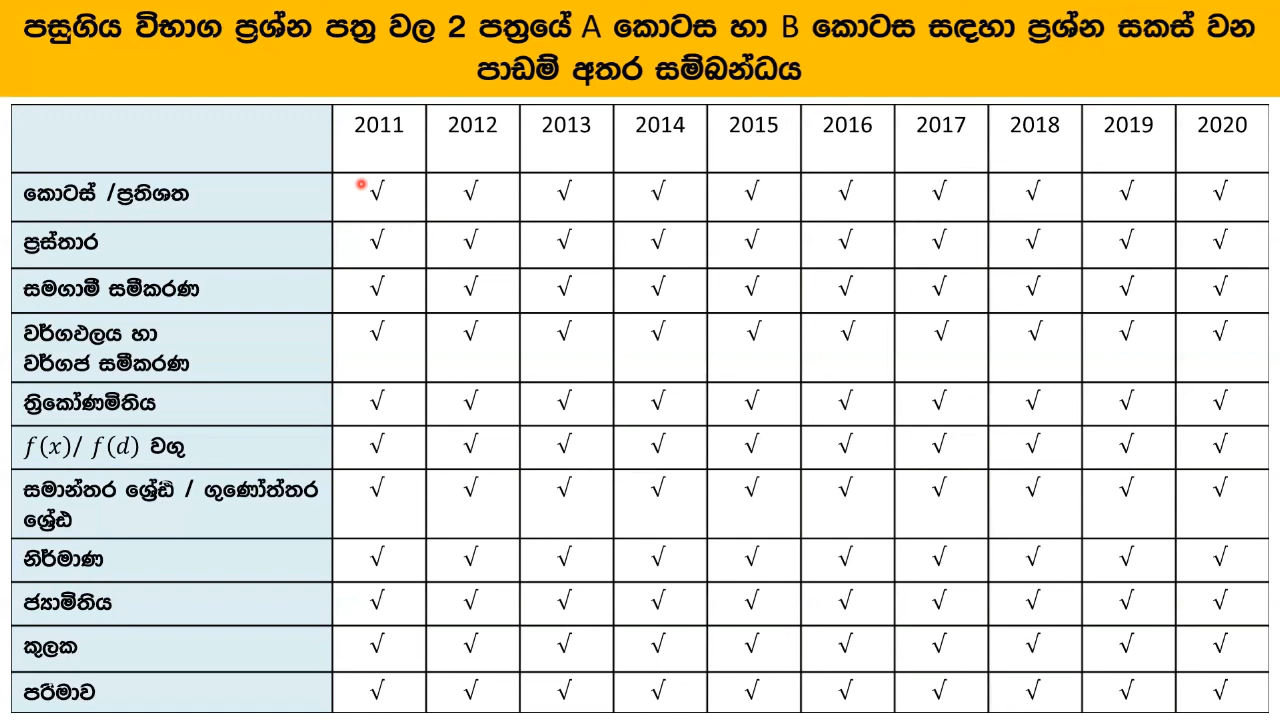 පසුගිය විභාග ප්‍රශ්න පත්‍ර වල 2 පත්‍රයේ A කොටස හා B කොටස සඳහා ප්‍රශ්න සකස් වන
පාඩම් අතර සම්බන්ධය
2011 2012 2013 2014 2015 2016 2017 2018 2019 2020
කොටස් /ප්‍රතිශත √ √ √ √ √ √ √ √ √ √
ප්‍රස්තාර √ √ √ √ √ √ √ √ √ √
සමගාමී සමීකරණ √ √ √ √ √ √ √ √ √ √
වර්ගඵලය හා √ √ √ √ √ √ √ √ √ √
වර්ගජ සමීකරණ
ත්‍රිකෝණමිතිය √ √ √ √ √ √ √ √ √ √
f(x)/ f(d) වගු √ √ √ √ √ √ √ √ √ √
සමාන්තර ශ්‍රේඪි / ගුණෝත්තර √ √ √ √ √ √ √ √ √ √
ශ්‍රේඪ
නිර්මාණ √ √ √ √ √ √ √ √ √ √
ජ්‍යාමිතිය √ √ √ √ √ √ √ √ √ √
කුලක √ √ √ √ √ √ √ √ √ √
පරිමාව √ √ √ √ √ √ √ √ √ √